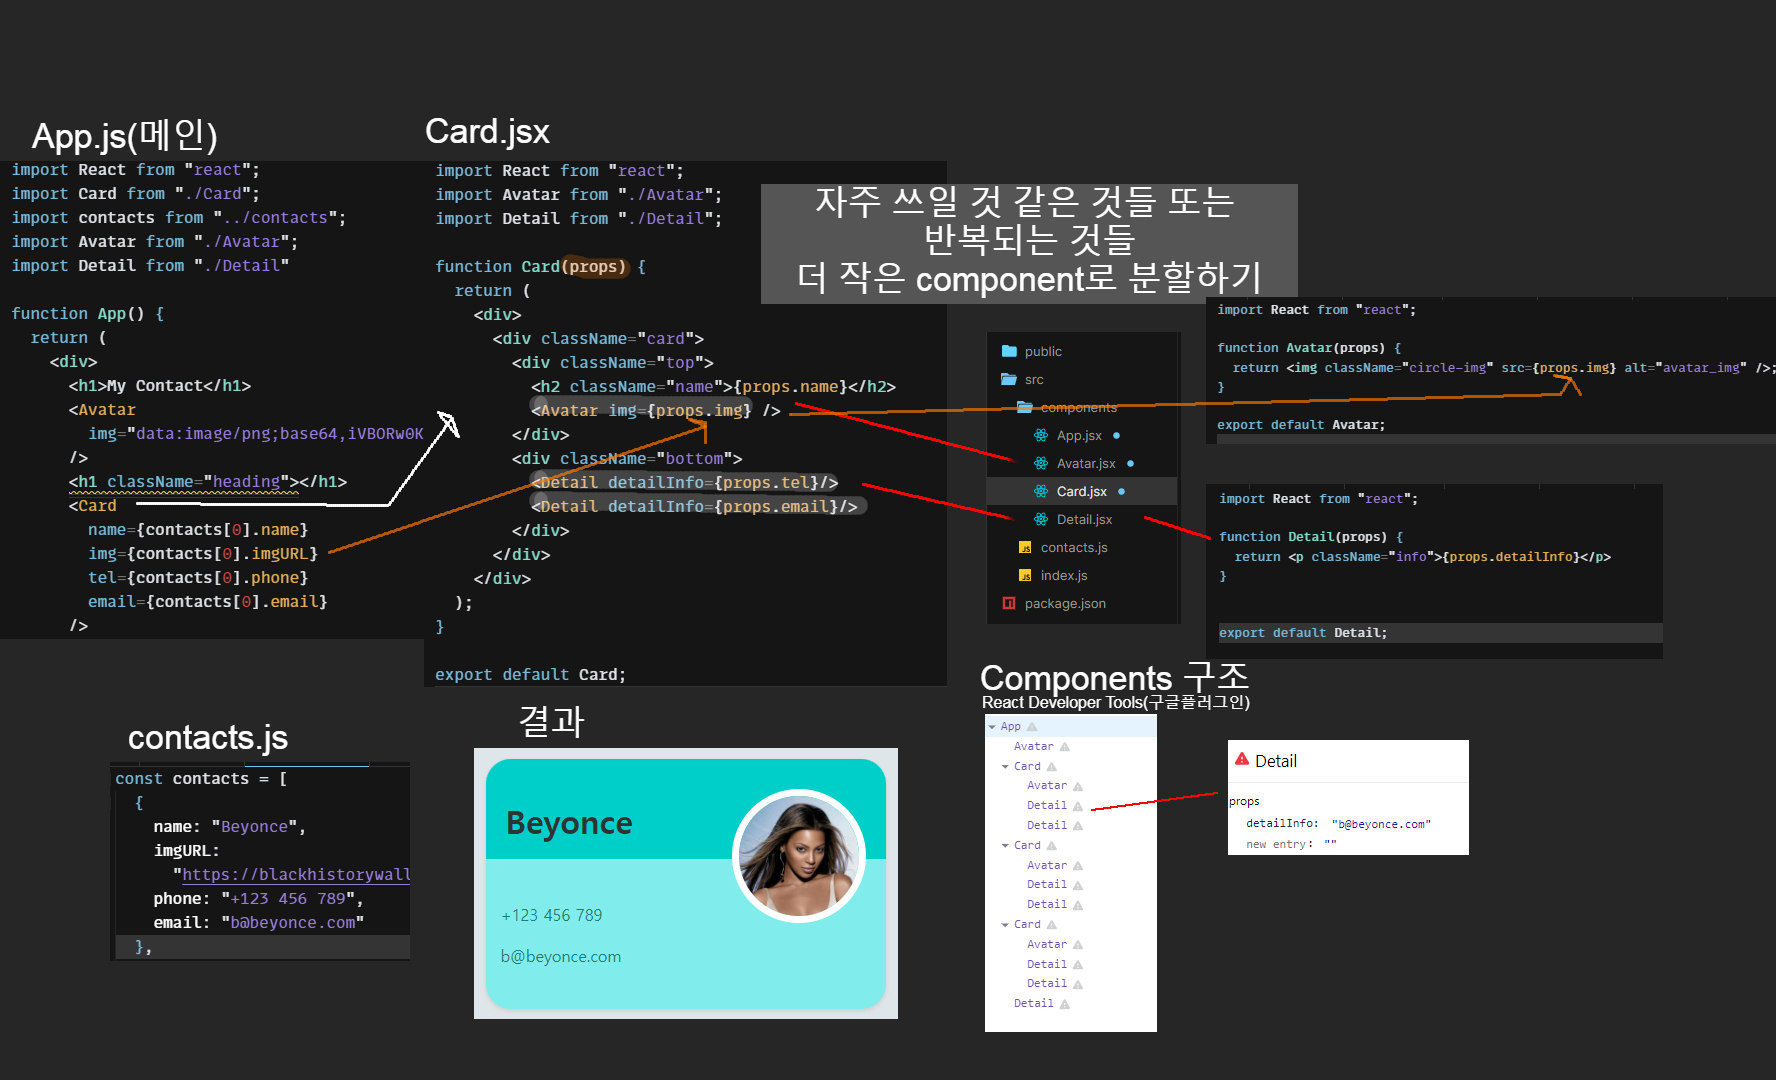 App.js(메인)
import React from "react";
import Card from "./Card";
import contacts from "../contacts";
import Avatar from "./Avatar";
import Detail from "./Detail"
function App() {
return (
<div>
<h1>My Contact</h1>
<Avatar
img="data:image/png;base64,iVBORw0K
/>
<h1 className="heading"></h1>
<Card
name={contacts[0].name}
img={contacts[0].imgURL}
tel={contacts[0].phone}
email={contacts[0].email}
/>
Card.jsx
import React from "react";
import Avatar from "./Avatar";
import Detail from "./Detail";
function Card(props) {
return (
<div>
<div className="card">
<div className="top">
<h2 className="name">{props.name}</h2>
<Avatar img={props.img} />
</div>
<div className="bottom">
<Detail detailInfo={props.tel}/>
<Detail detailInfo={props.email}/>
</div>
</div>
</div>
);
}
export default Card;
자주 쓰일 것 같은 것들 또는
반복되는 것들
더 작은 component로 분할하기
public
src
components
App.jsx
Avatar.jsx
Card.jsx
Detail.jsx
JS contacts.js
JS index.js
package.json
import React from "react";
function Avatar(props) {
return <img className="circle-img" src={props.img} alt="avatar_img" />;
}
export default Avatar;
import React from "react";
function Detail(props) {
return <p className="info">{props.detailInfo}</p>
}
export default Detail;
contacts.js
const contacts = [
{
name: "Beyonce",
imgURL:
"https://blackhistorywall
phone: "+123 456 789",
email: "b@beyonce.com"
},
결과
Beyonce
+123 456 789
b@beyonce.com
Components 구조
React Developer Tools(구글플러그인)
App
Avatar
Card
Avatar
Detail
Detail
Card
Avatar
Detail
Detail
Card
Avatar
Detail
Detail
Detail
Detail
props
detailInfo: "b@beyonce.com"
new entry: ""